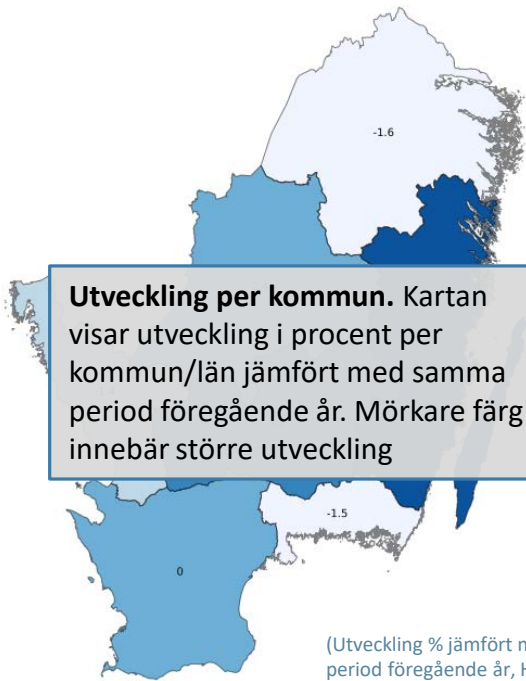 -1.6
Utveckling per kommun. Kartan
visar utveckling i procent per
kommun/län jämfört med samma
period föregående år. Mörkare färg
innebär större utveckling
-1.5
0
(Utveckling % jämfört
period föregående år,